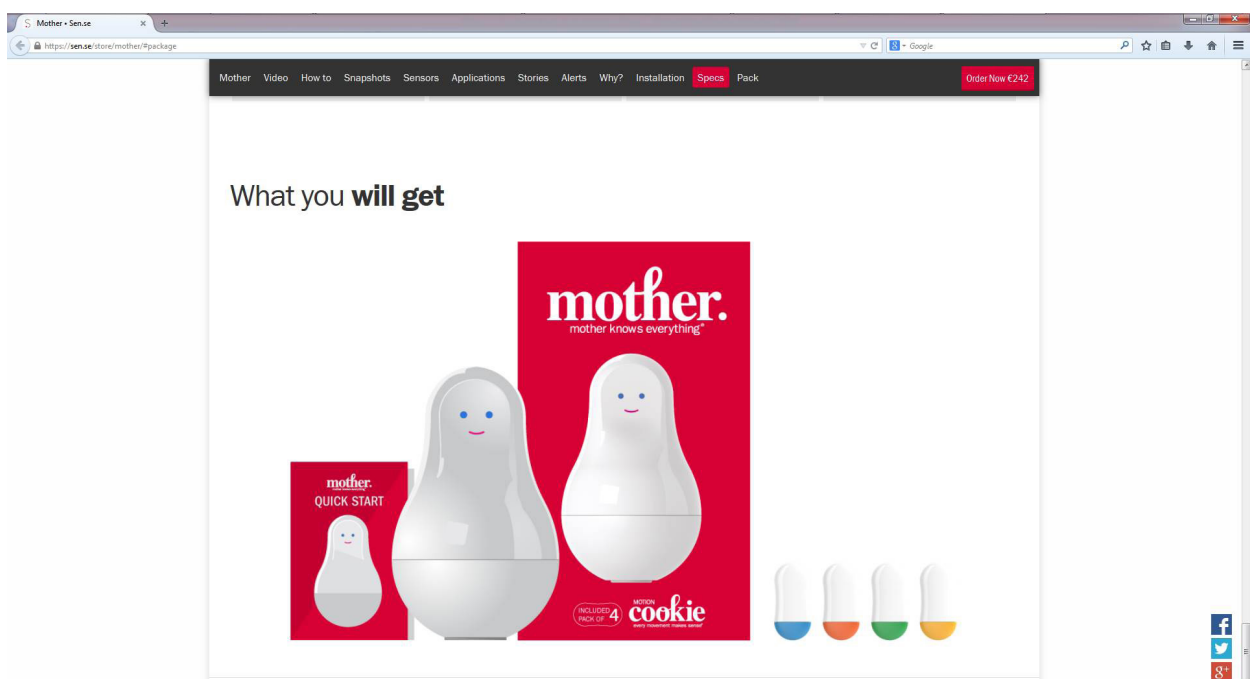 Mother • Sen.se
https://sen.se/store/mother/#package
Google
Mother Video How to Snapshots Sensors Applications Stories Alerts Why? Installation Specs Pack
Order Now €242
What you will get
mother.
mother knows everything*
mother.
QUICK START
INCLUDED
PACK OF 4
MOTION
cookie
every movement makes sense*